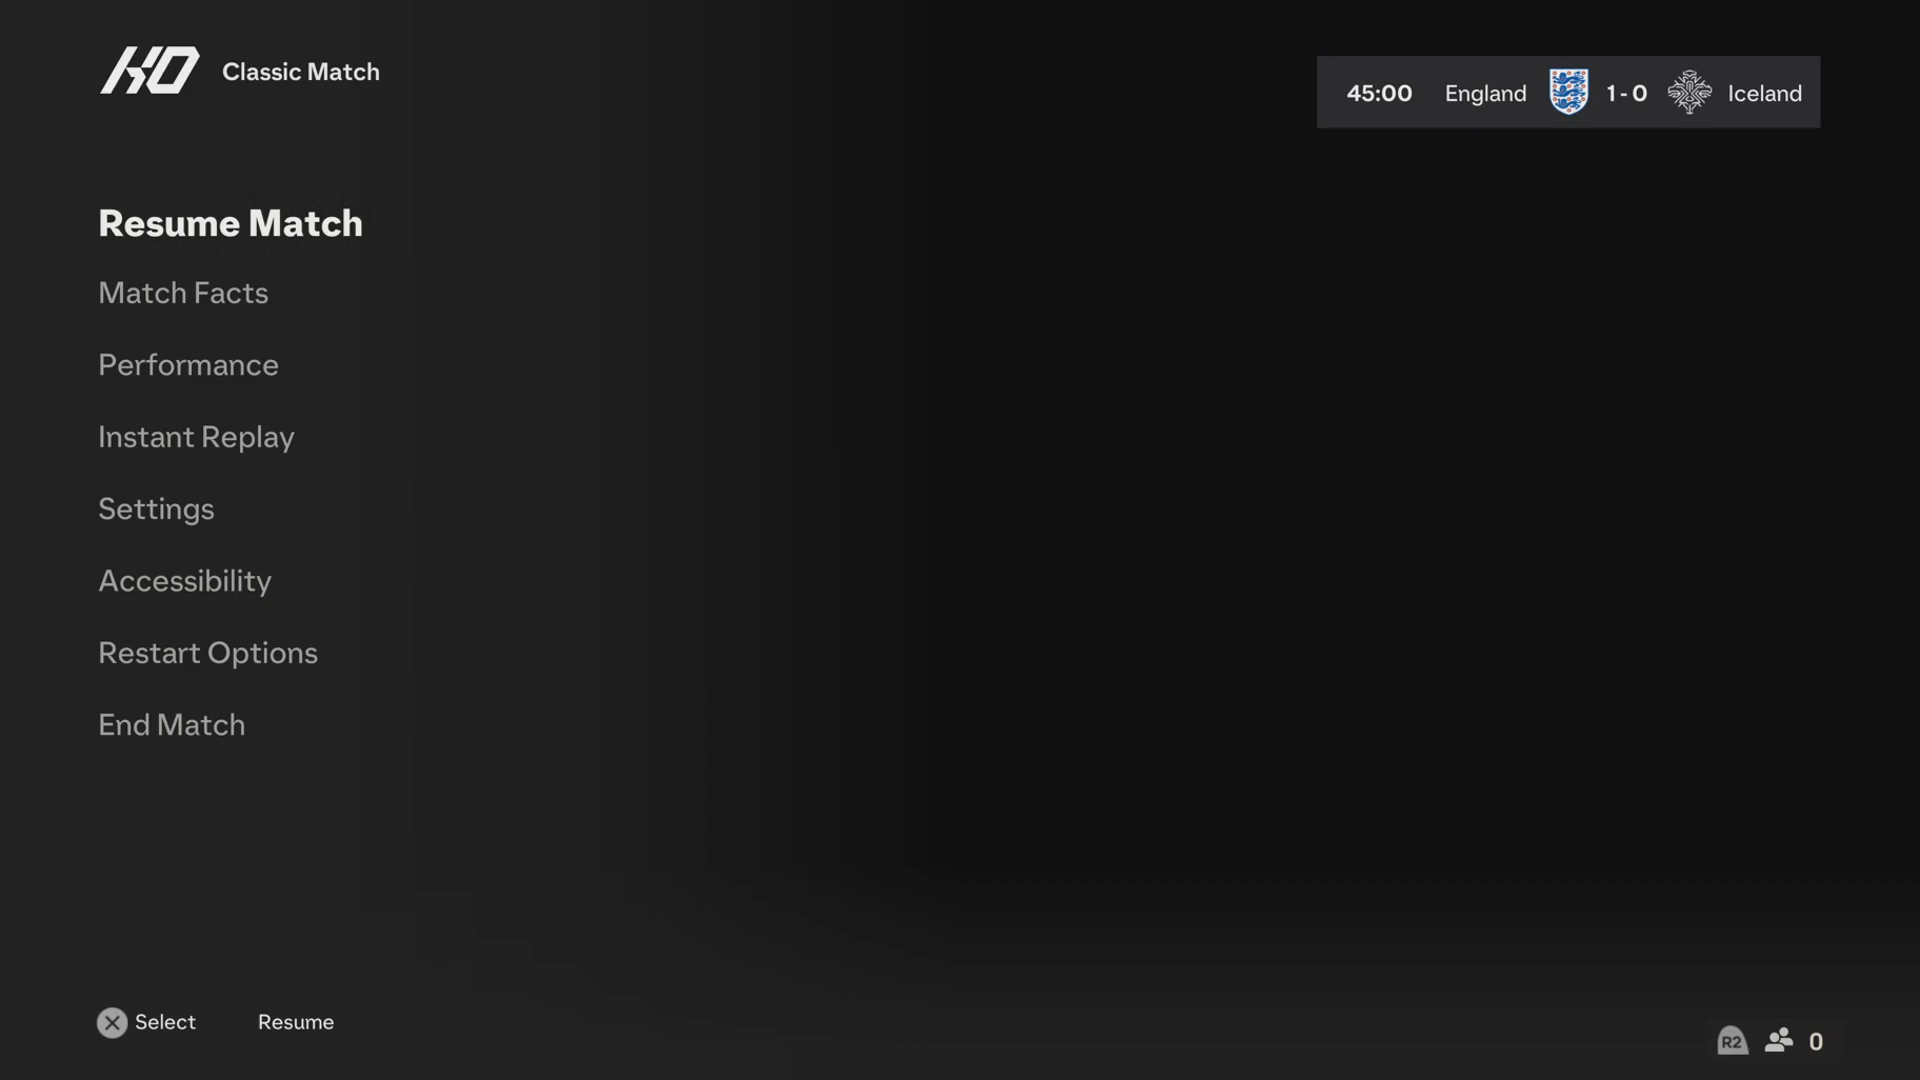 KO Classic Match
45:00 England 1 - 0 Iceland
Resume Match
Match Facts
Performance
Instant Replay
Settings
Accessibility
Restart Options
End Match
Select Resume
R2 0